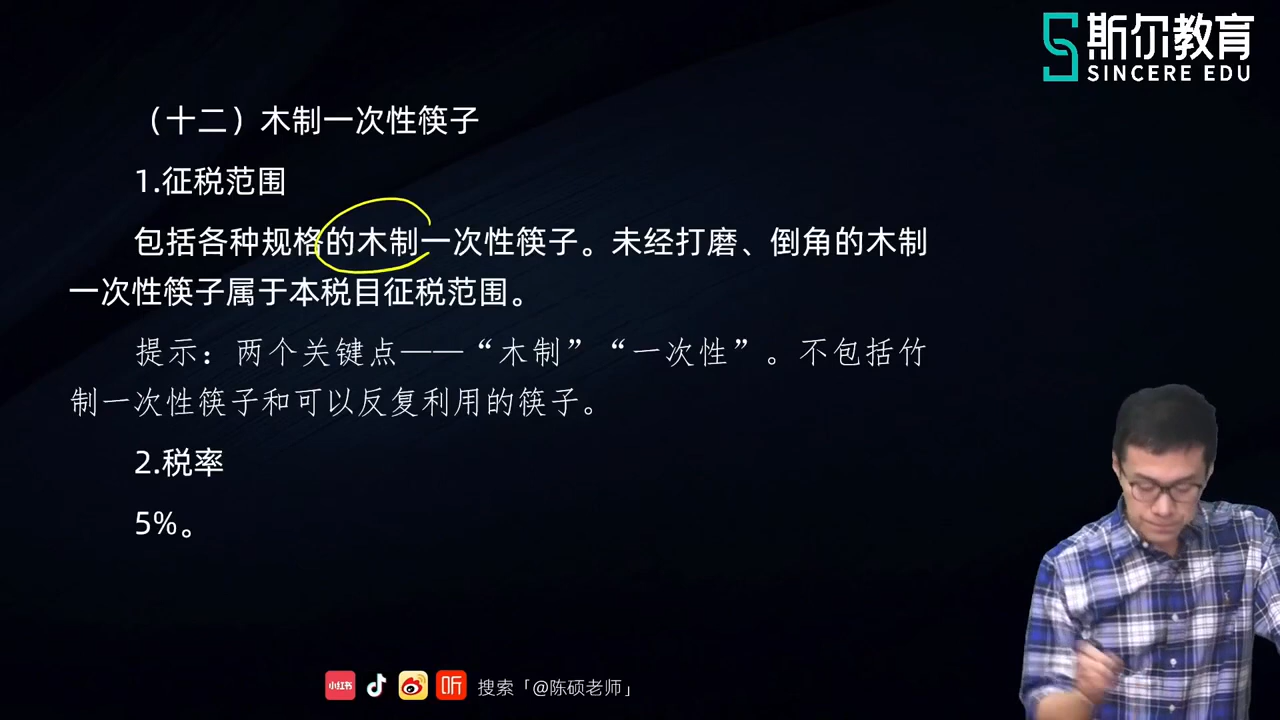 斯尔教育
SINCERE EDU
（十二）木制一次性筷子
1.征税范围
包括各种规格的木制一次性筷子。未经打磨、倒角的木制
一次性筷子属于本税目征税范围。
提示：两个关键点——“木制”“一次性”。不包括竹
制一次性筷子和可以反复利用的筷子。
2.税率
5%。
小红书
听
搜索「@陈硕老师」